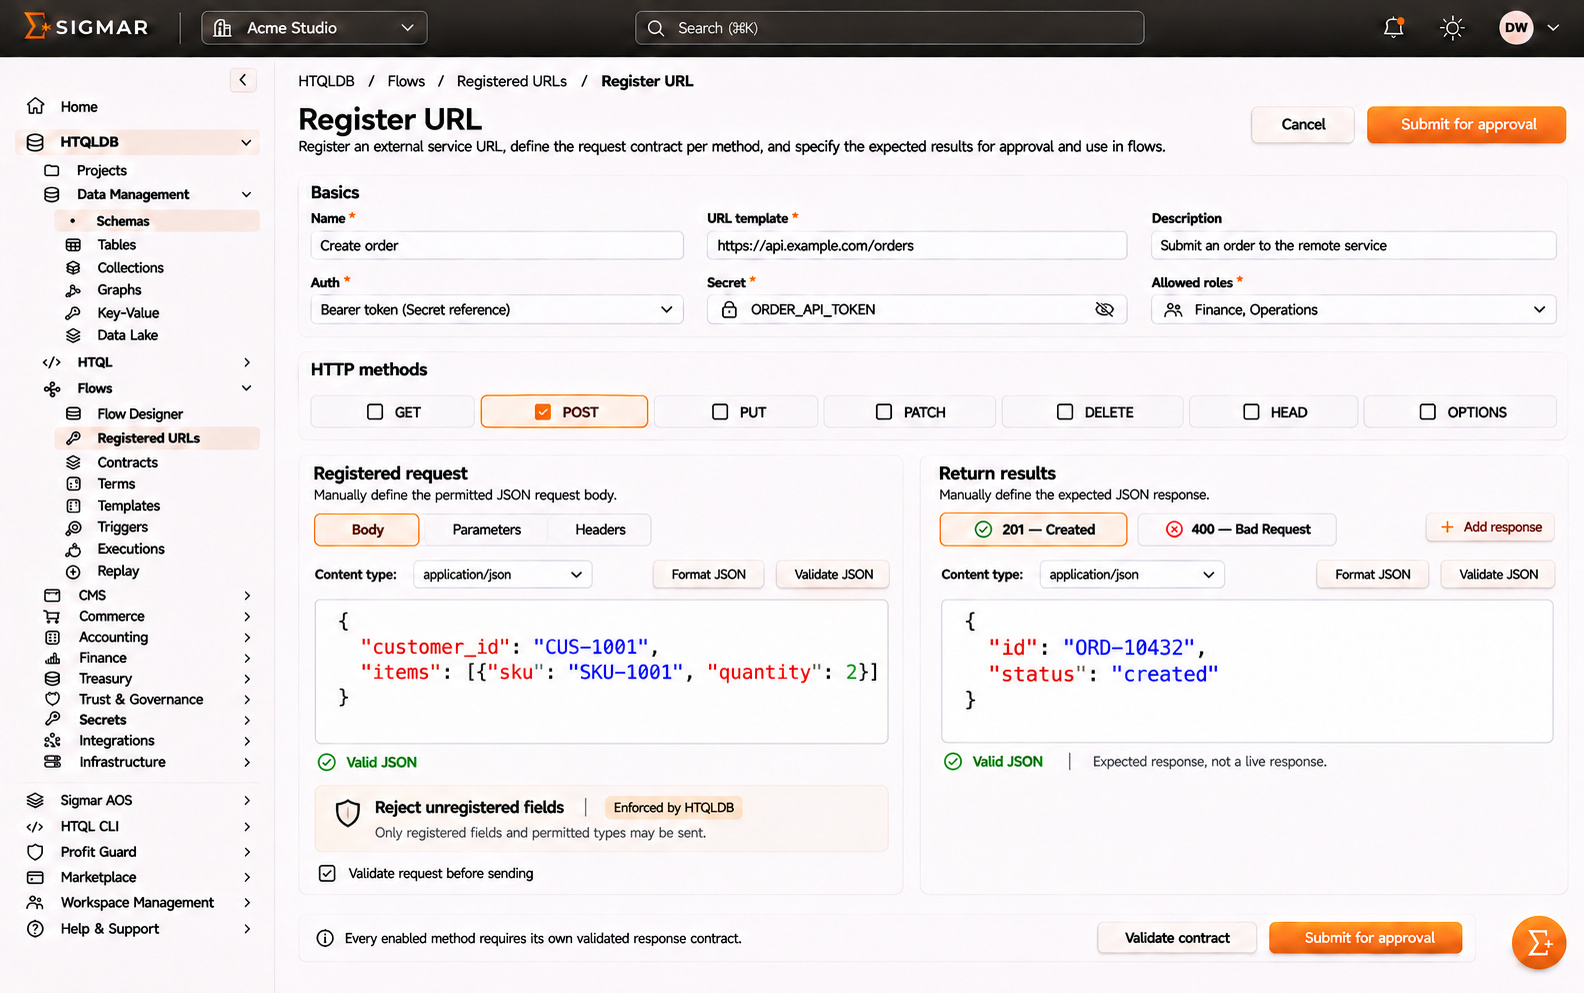 SIGMAR
Acme Studio
Search (⌘K)
DW
Home
HTQLDB
Projects
Data Management
Schemas
Tables
Collections
Graphs
Key-Value
Data Lake
HTQL
Flows
Flow Designer
Registered URLs
Contracts
Terms
Templates
Triggers
Executions
Replay
CMS
Commerce
Accounting
Finance
Treasury
Trust & Governance
Secrets
Integrations
Infrastructure
Sigmar AOS
HTQL CLI
Profit Guard
Marketplace
Workspace Management
Help & Support
HTQLDB / Flows / Registered URLs / Register URL
Register URL
Register an external service URL, define the request contract per method, and specify the expected results for approval and use in flows.
Cancel
Submit for approval
Basics
Name *
Create order
URL template *
https://api.example.com/orders
Description
Submit an order to the remote service
Auth *
Bearer token (Secret reference)
Secret *
ORDER_API_TOKEN
Allowed roles *
Finance, Operations
HTTP methods
GET
POST
PUT
PATCH
DELETE
HEAD
OPTIONS
Registered request
Manually define the permitted JSON request body.
Body
Parameters
Headers
Content type:
application/json
Format JSON
Validate JSON
{
"customer_id": "CUS-1001",
"items": [{"sku": "SKU-1001", "quantity": 2}]
}
Valid JSON
Reject unregistered fields | Enforced by HTQLDB
Only registered fields and permitted types may be sent.
Validate request before sending
Return results
Manually define the expected JSON response.
201 — Created
400 — Bad Request
+ Add response
Content type:
application/json
Format JSON
Validate JSON
{
"id": "ORD-10432",
"status": "created"
}
Valid JSON | Expected response, not a live response.
Every enabled method requires its own validated response contract.
Validate contract
Submit for approval